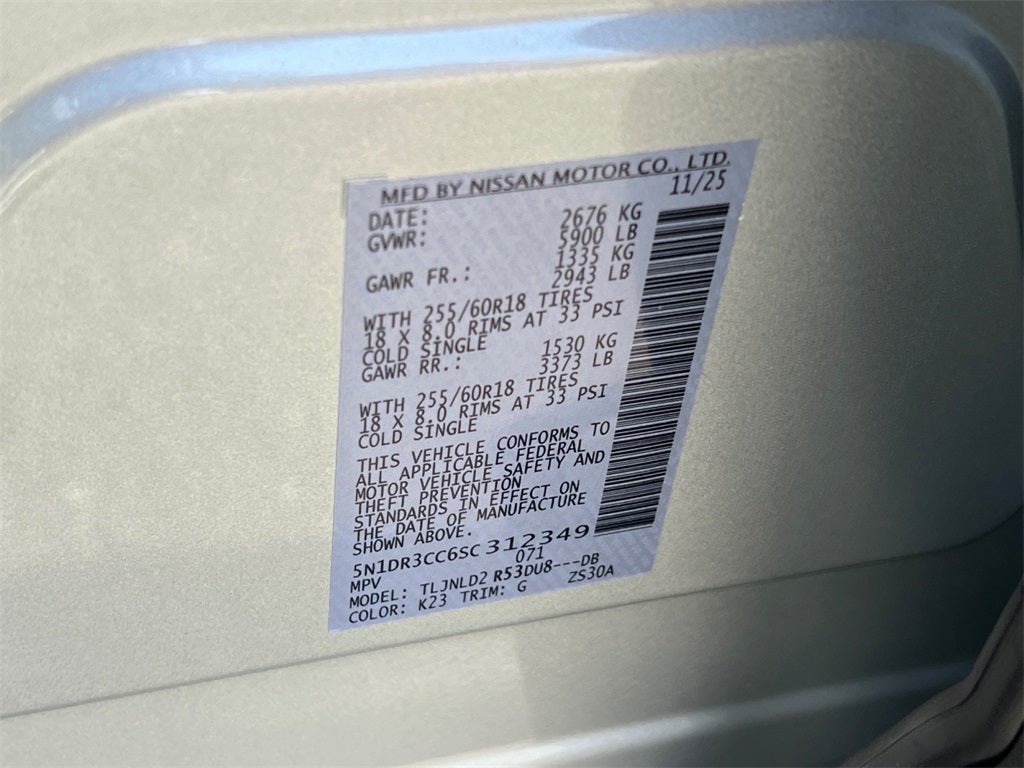 MFD BY NISSAN MOTOR CO., LTD.
DATE: 11/25
GVWR: 2676 KG
5900 LB
GAWR FR.: 1335 KG
2943 LB
WITH 255/60R18 TIRES
18 X 8.0 RIMS AT 33 PSI
COLD SINGLE
GAWR RR.: 1530 KG
3373 LB
WITH 255/60R18 TIRES
18 X 8.0 RIMS AT 33 PSI
COLD SINGLE
THIS VEHICLE CONFORMS TO
ALL APPLICABLE FEDERAL
MOTOR VEHICLE SAFETY AND
THEFT PREVENTION
STANDARDS IN EFFECT ON
THE DATE OF MANUFACTURE
SHOWN ABOVE.
5N1DR3CC6SC312349
MPV 071
MODEL: TLJNLD2 R53DU8---DB
COLOR: K23 TRIM: G ZS30A